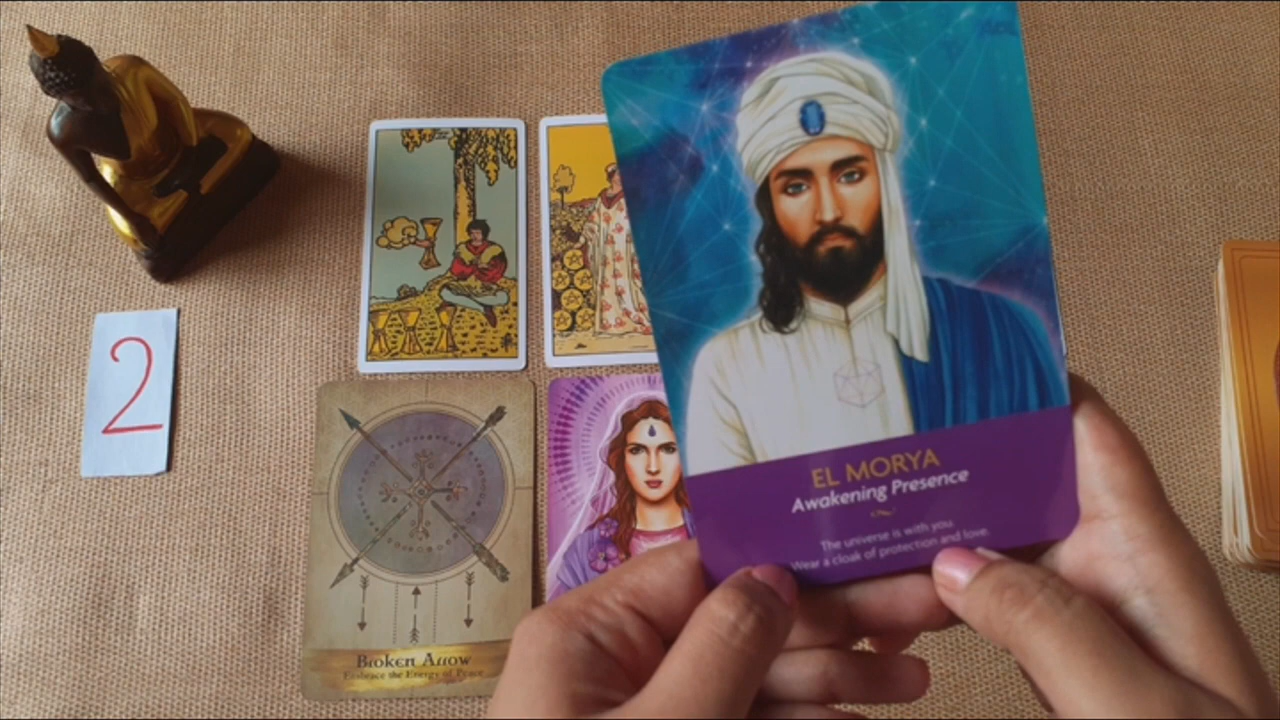 2
EL MORYA
Awakening Presence
The universe is with you.
Wear a cloak of protection and love.
Broken Arrow
Embrace the Energy of Peace